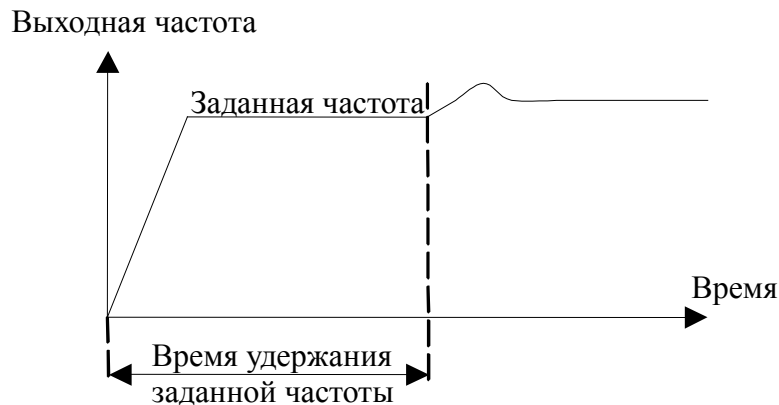 Выходная частота
Заданная частота
Время
Время удержания
заданной частоты